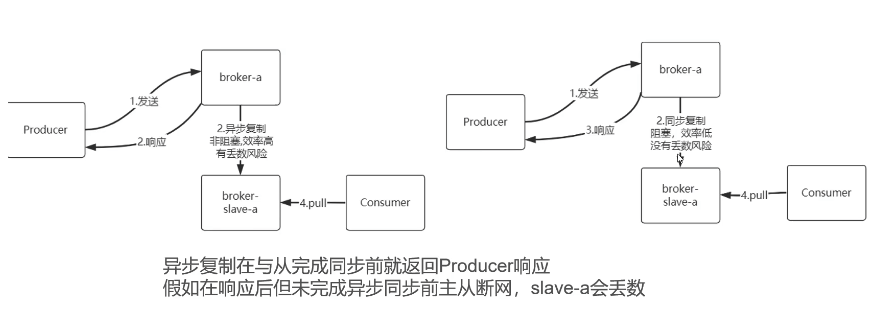 broker-a
1.发送
Producer
2.响应
2.异步复制
非阻塞,效率高
有丢数风险
broker-
slave-a
4.pull
Consumer
broker-a
1.发送
Producer
3.响应
2.同步复制
阻塞，效率低
没有丢数风险
broker-
slave-a
4.pull
Consumer
异步复制在与从完成同步前就返回Producer响应
假如在响应后但未完成异步同步前主从断网，slave-a会丢数